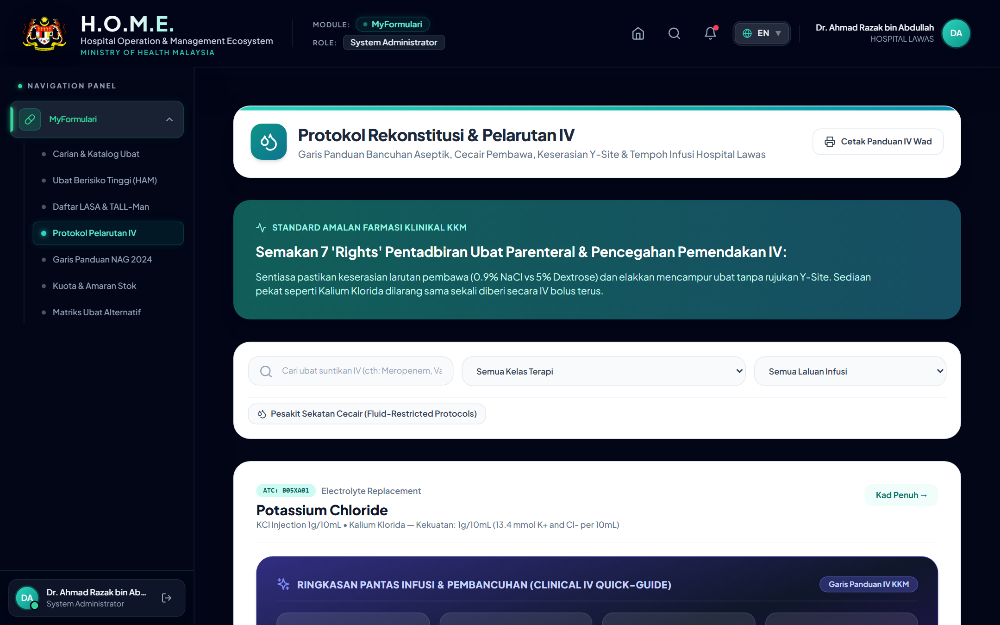 H.O.M.E.
Hospital Operation & Management Ecosystem
MINISTRY OF HEALTH MALAYSIA
MODULE: MyFormulari
ROLE: System Administrator
EN ▼
Dr. Ahmad Razak bin Abdullah
HOSPITAL LAWAS
DA
NAVIGATION PANEL
MyFormulari
Carian & Katalog Ubat
Ubat Berisiko Tinggi (HAM)
Daftar LASA & TALL-Man
Protokol Pelarutan IV
Garis Panduan NAG 2024
Kuota & Amaran Stok
Matriks Ubat Alternatif
DA
Dr. Ahmad Razak bin Ab...
System Administrator
Protokol Rekonstitusi & Pelarutan IV
Garis Panduan Bancuhan Aseptik, Cecair Pembawa, Keserasian Y-Site & Tempoh Infusi Hospital Lawas
Cetak Panduan IV Wad
STANDARD AMALAN FARMASI KLINIKAL KKM
Semakan 7 'Rights' Pentadbiran Ubat Parenteral & Pencegahan Pemendakan IV:
Sentiasa pastikan keserasian larutan pembawa (0.9% NaCl vs 5% Dextrose) dan elakkan mencampur ubat tanpa rujukan Y-Site. Sediaan
pekat seperti Kalium Klorida dilarang sama sekali diberi secara IV bolus terus.
Cari ubat suntikan IV (cth: Meropenem, Va
Semua Kelas Terapi
Semua Laluan Infusi
Pesakit Sekatan Cecair (Fluid-Restricted Protocols)
ATC: B05XA01 Electrolyte Replacement
Kad Penuh →
Potassium Chloride
KCl Injection 1g/10mL • Kalium Klorida — Kekuatan: 1g/10mL (13.4 mmol K+ and Cl- per 10mL)
RINGKASAN PANTAS INFUSI & PEMBANCUHAN (CLINICAL IV QUICK-GUIDE)
Garis Panduan IV KKM